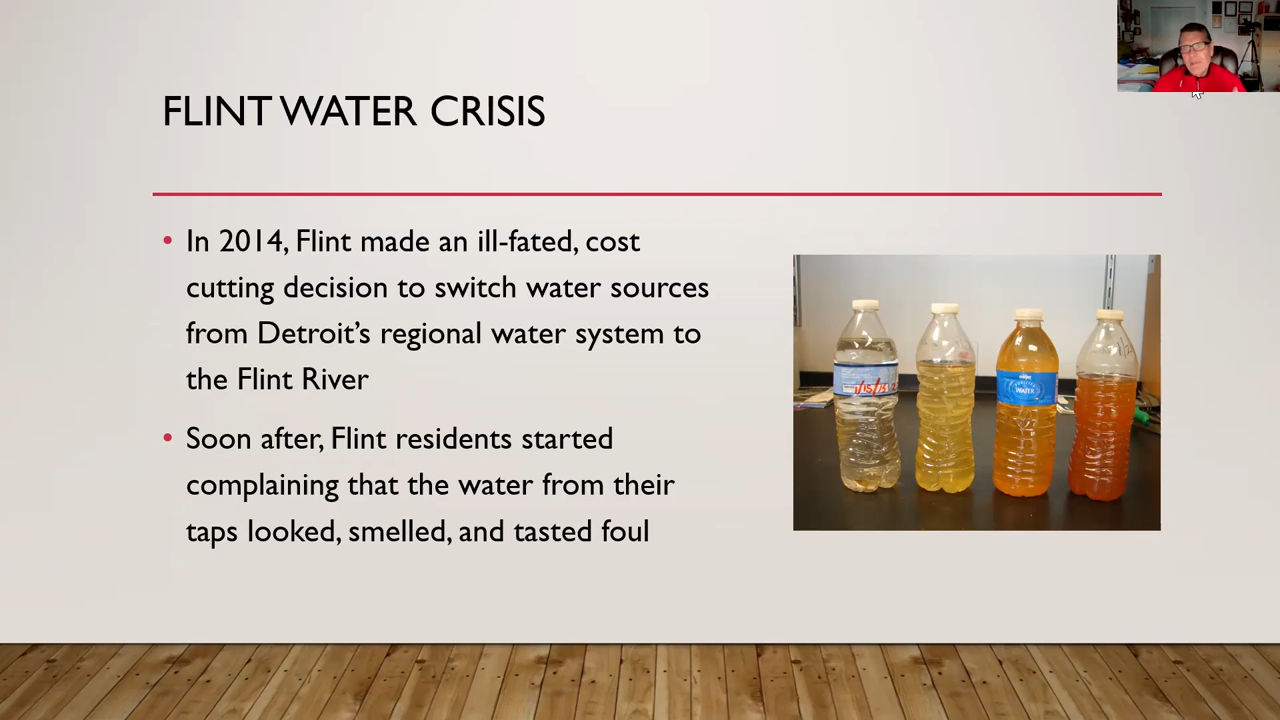 FLINT WATER CRISIS
• In 2014, Flint made an ill-fated, cost
cutting decision to switch water sources
from Detroit’s regional water system to
the Flint River
• Soon after, Flint residents started
complaining that the water from their
taps looked, smelled, and tasted foul
WATER